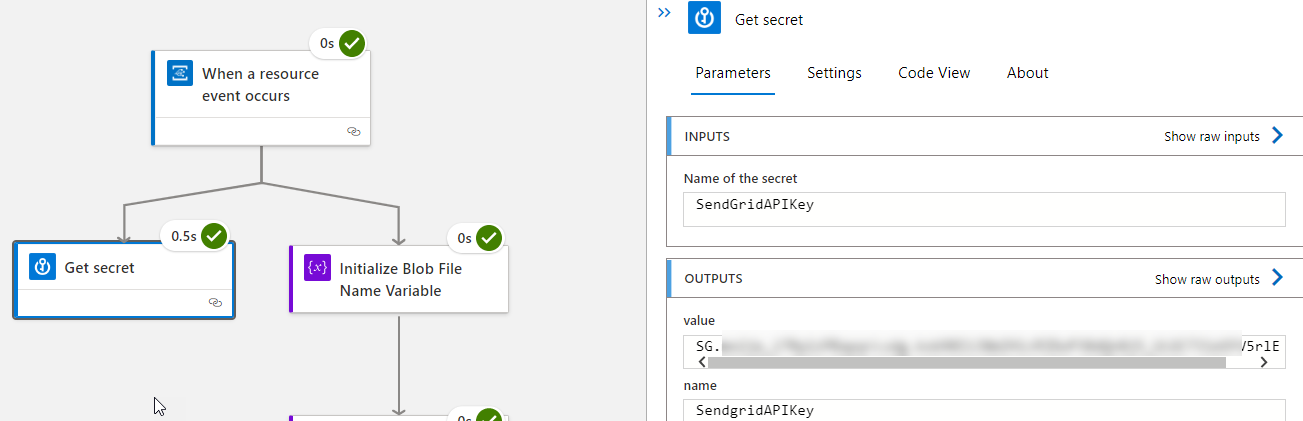 0s
When a resource
event occurs
0.5s
Get secret
0s
{x}
Initialize Blob File
Name Variable
0s
Get secret
Parameters Settings Code View About
INPUTS Show raw inputs
Name of the secret
SendGridAPIKey
OUTPUTS Show raw outputs
value
SG. V5rlE
name
SendgridAPIKey